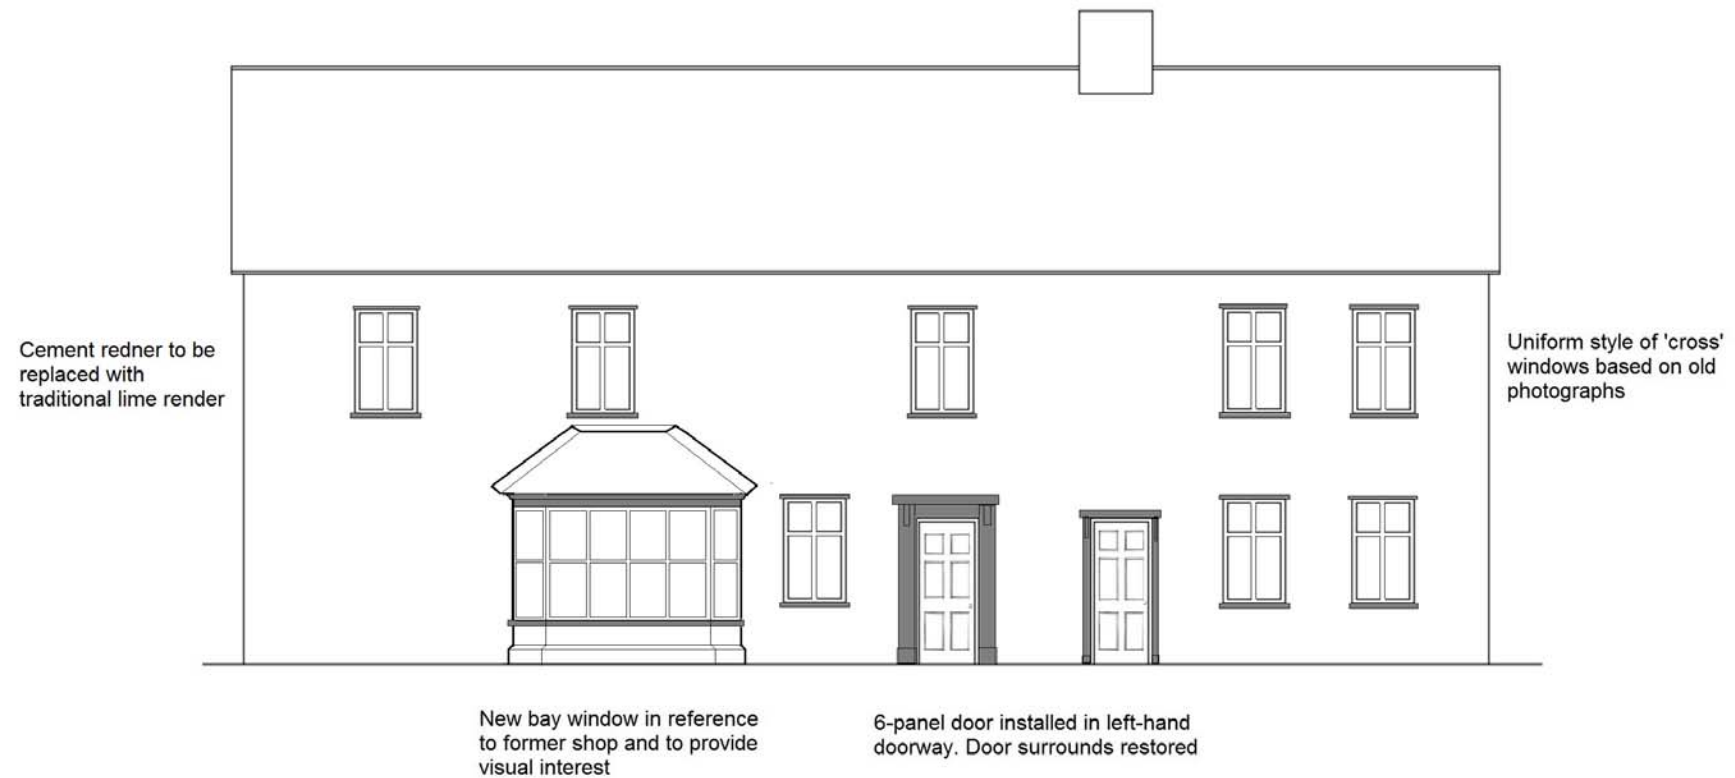 Cement redner to be
replaced with
traditional lime render
Uniform style of 'cross'
windows based on old
photographs
New bay window in reference
to former shop and to provide
visual interest
6-panel door installed in left-hand
doorway. Door surrounds restored